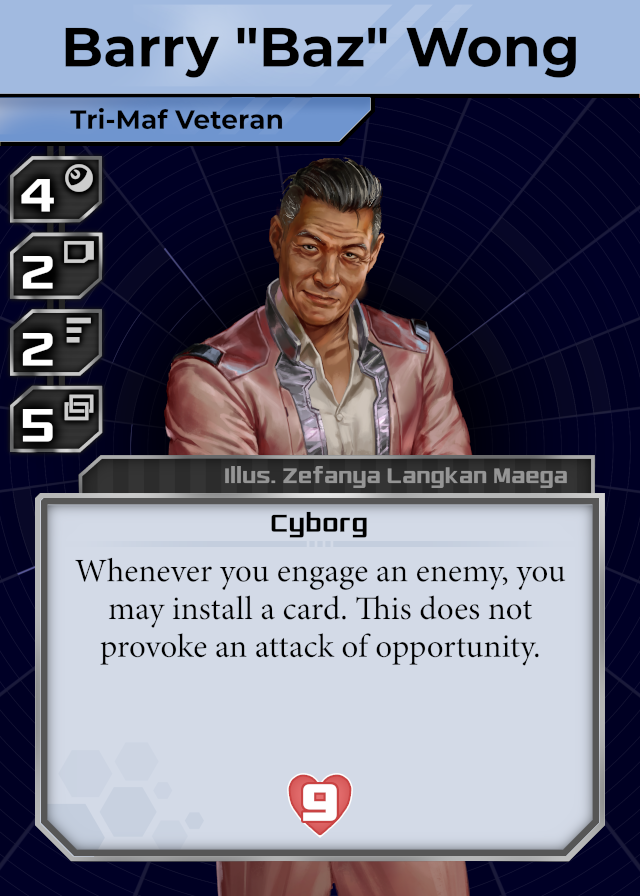 Barry "Baz" Wong
Tri-Maf Veteran
4
2
2
5
Illus. Zefanya Langkan Maega
Cyborg
Whenever you engage an enemy, you
may install a card. This does not
provoke an attack of opportunity.
9